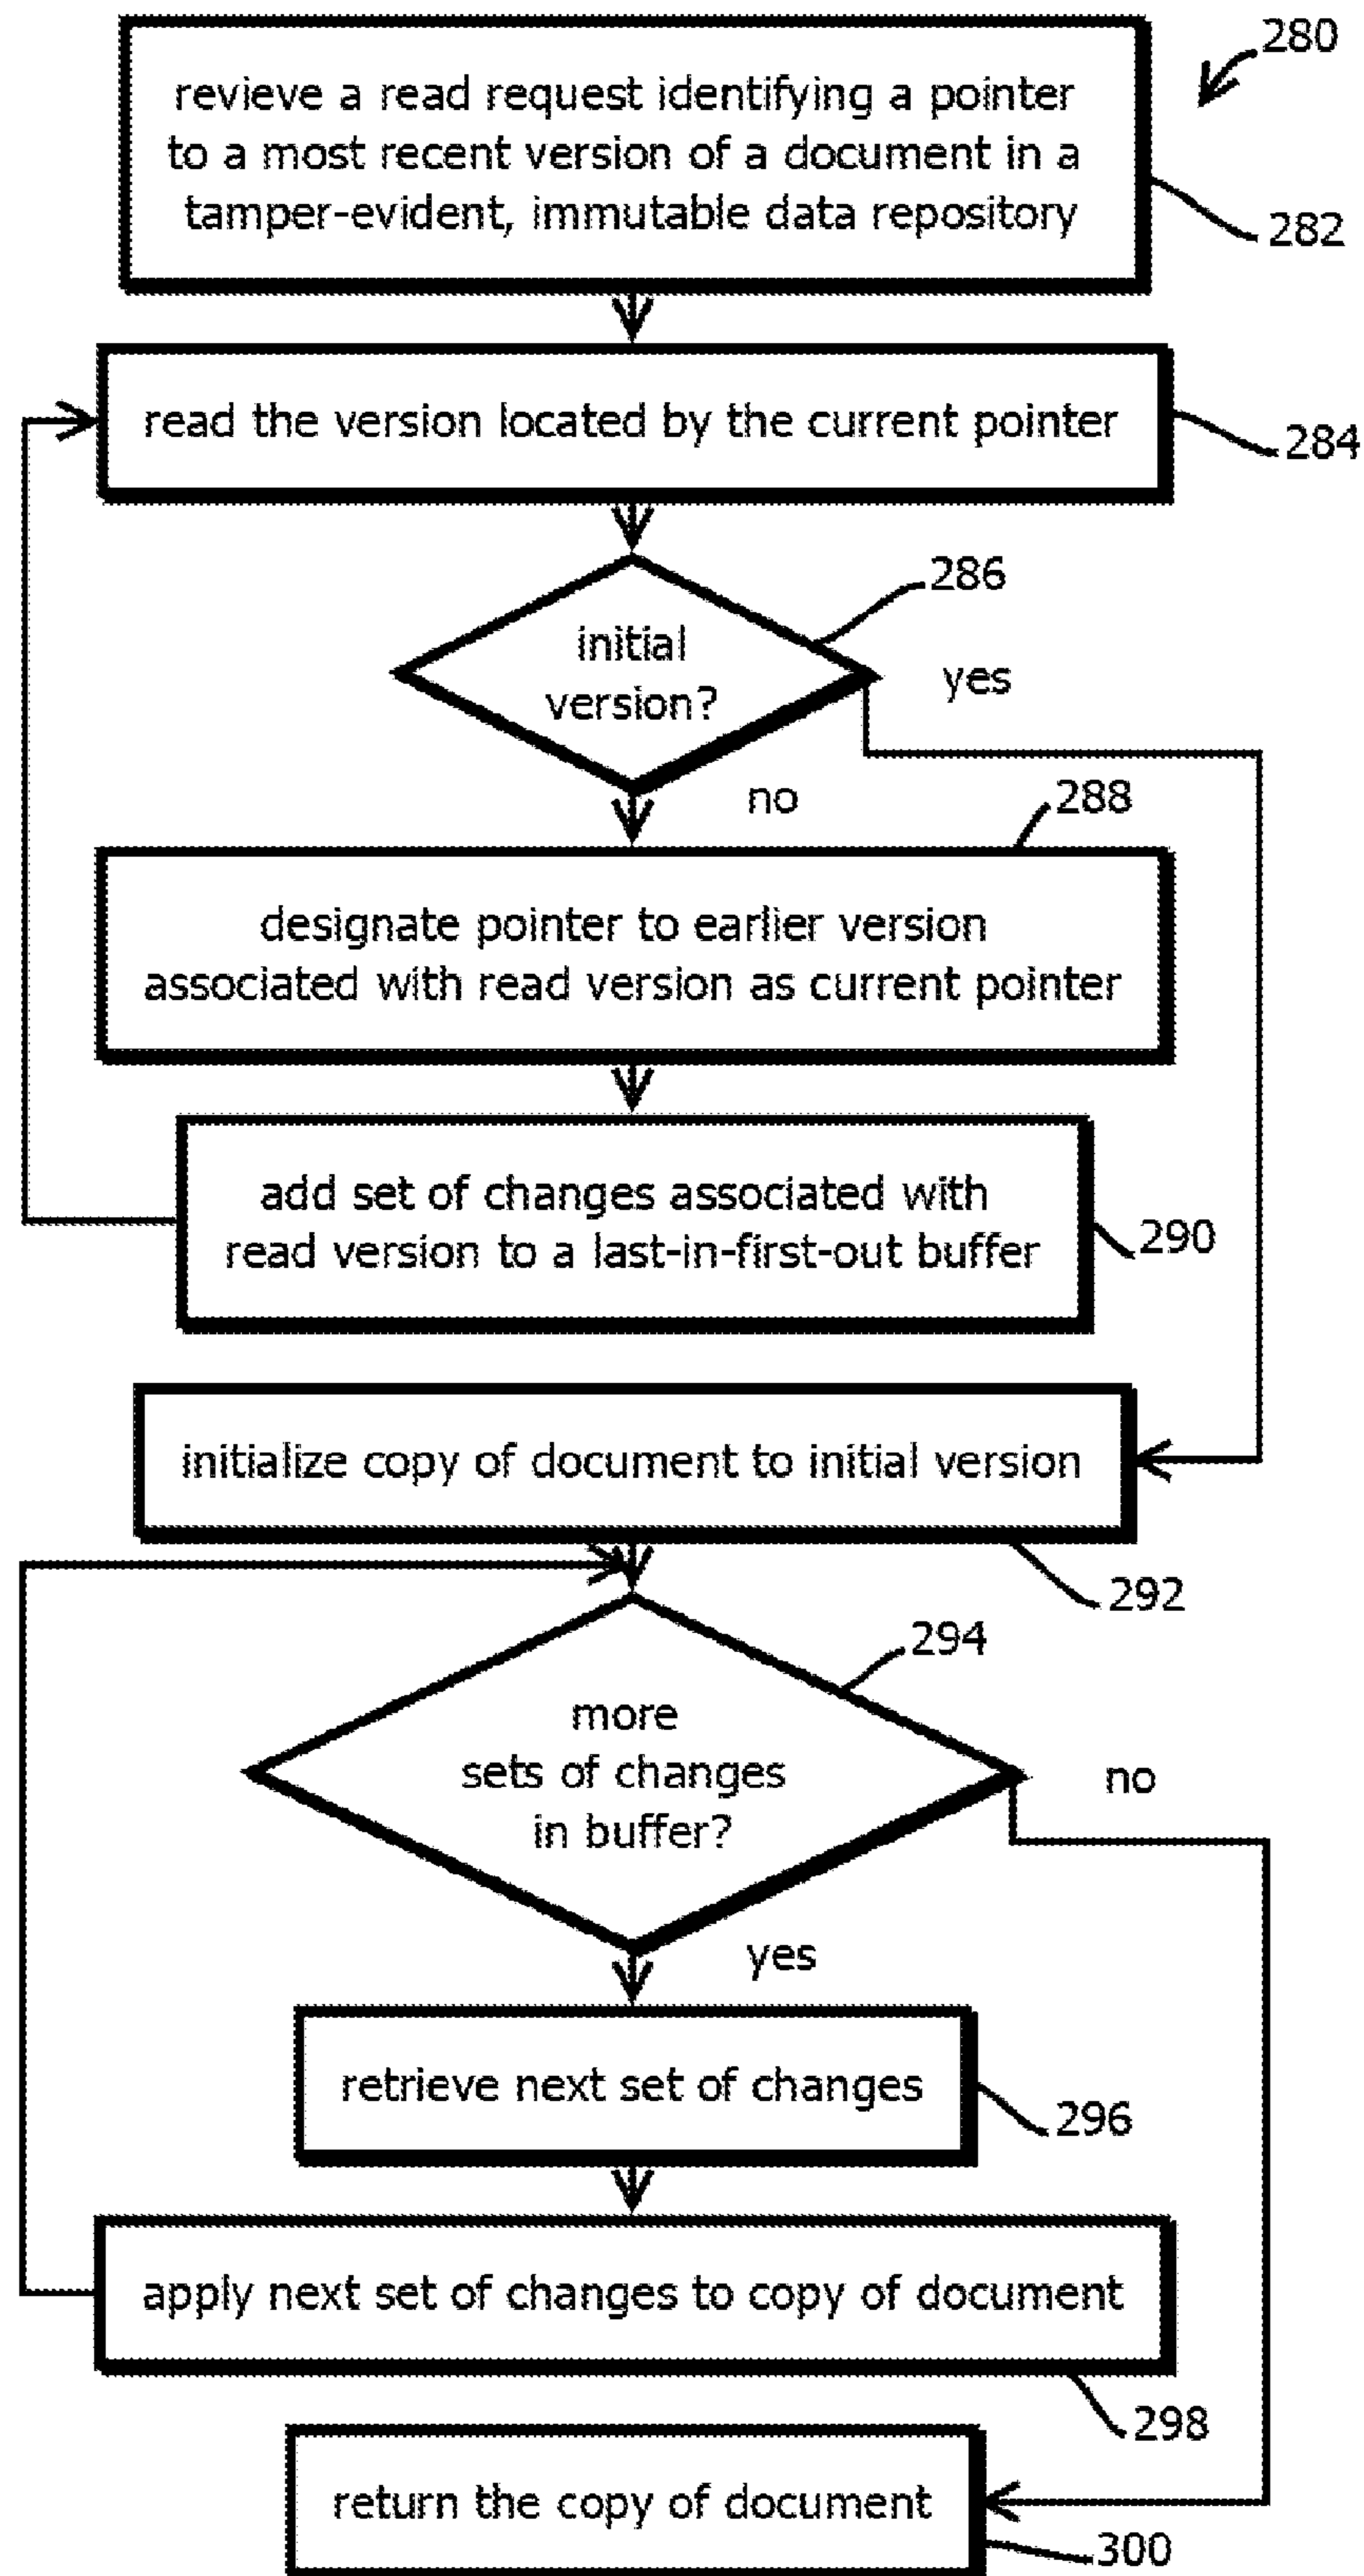 280
revieve a read request identifying a pointer
to a most recent version of a document in a
tamper-evident, immutable data repository
282
read the version located by the current pointer
284
286
initial
version?
yes
no
288
designate pointer to earlier version
associated with read version as current pointer
add set of changes associated with
read version to a last-in-first-out buffer
290
initialize copy of document to initial version
292
294
more
sets of changes
in buffer?
no
yes
retrieve next set of changes
296
apply next set of changes to copy of document
298
return the copy of document
300